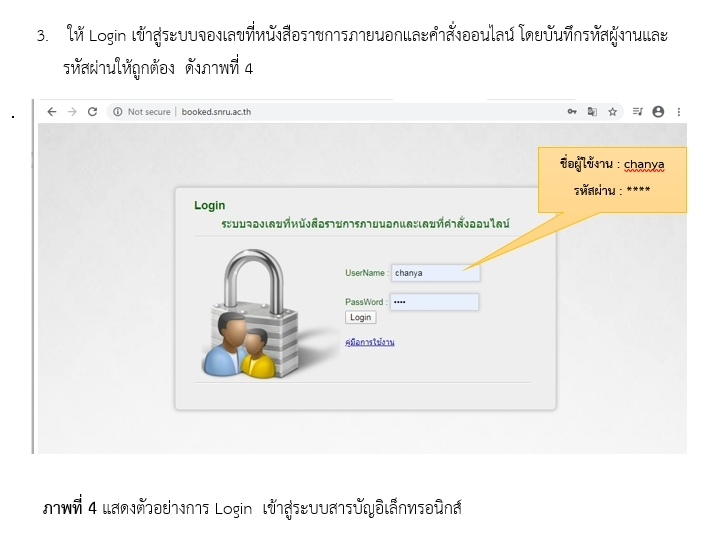 3. ให้ Login เข้าสู่ระบบจองเลขที่หนังสือราชการภายนอกและคำสั่งออนไลน์ โดยบันทึกรหัสผู้งานและ
รหัสผ่านให้ถูกต้อง ดังภาพที่ 4
.
Not secure | booked.snru.ac.th
ชื่อผู้ใช้งาน : chanya
รหัสผ่าน : ****
Login
ระบบจองเลขที่หนังสือราชการภายนอกและเลขที่คำสั่งออนไลน์
UserName : chanya
PassWord : ••••
Login
คู่มือการใช้งาน
ภาพที่ 4 แสดงตัวอย่างการ Login เข้าสู่ระบบสารบัญอิเล็กทรอนิกส์